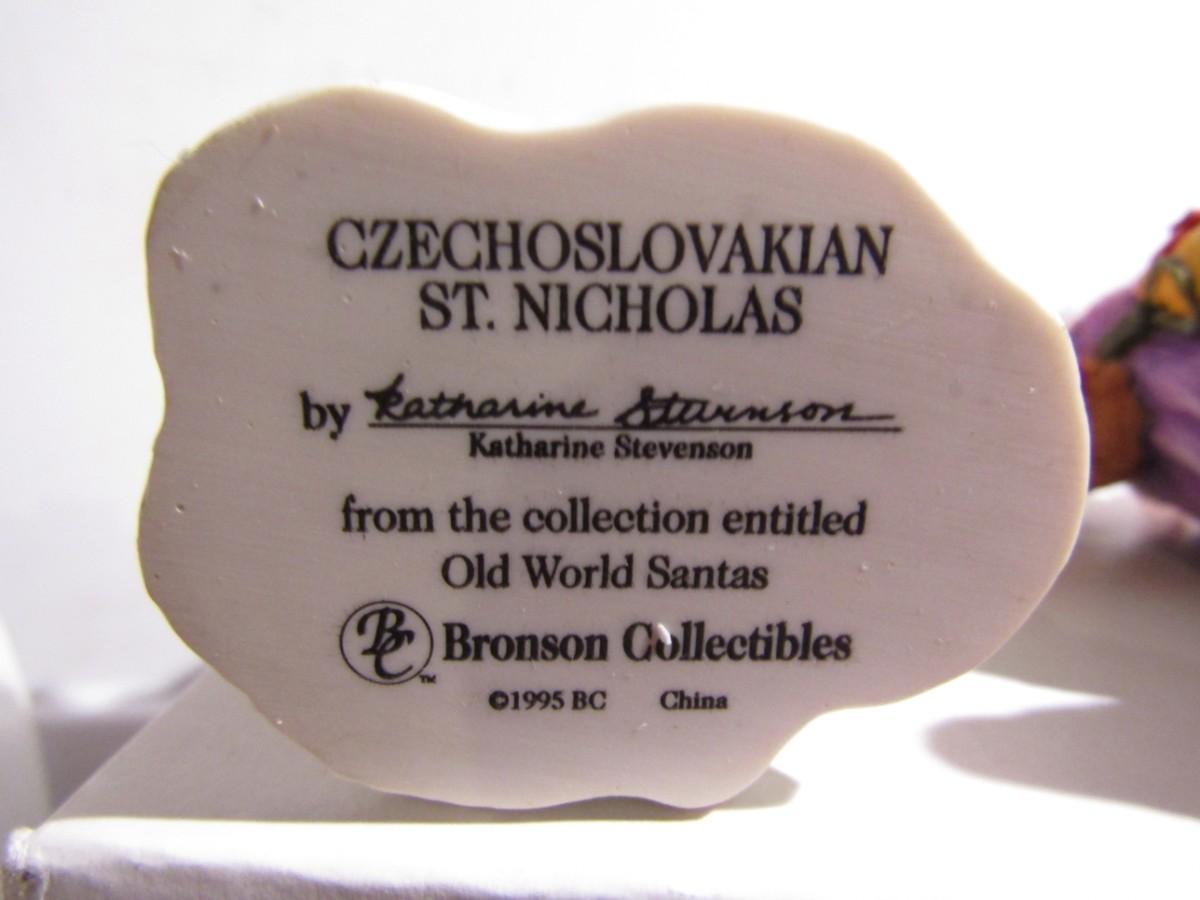 CZECHOSLOVAKIAN
ST. NICHOLAS
by Katharine Stevenson
Katharine Stevenson
from the collection entitled
Old World Santas
BC™ Bronson Collectibles
©1995 BC China